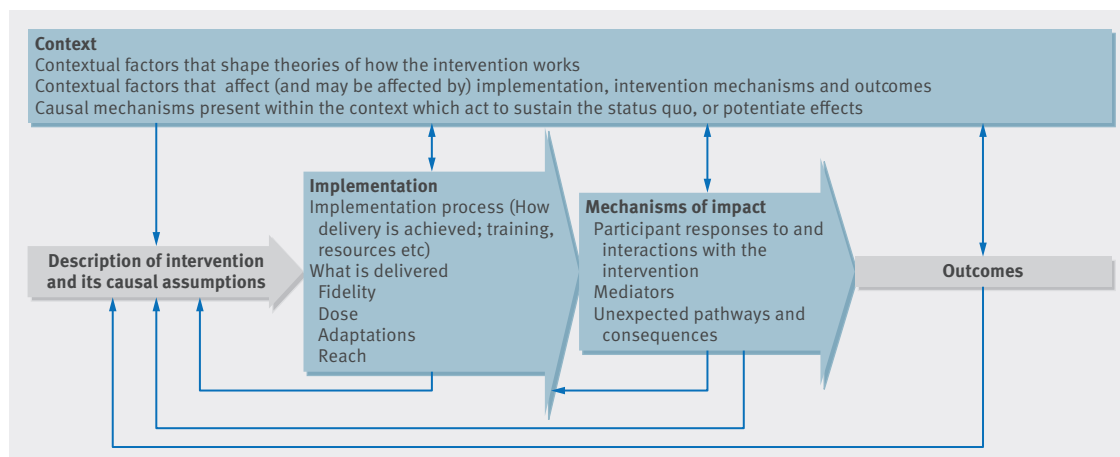 Context
Contextual factors that shape theories of how the intervention works
Contextual factors that affect (and may be affected by) implementation, intervention mechanisms and outcomes
Causal mechanisms present within the context which act to sustain the status quo, or potentiate effects
Description of intervention
and its causal assumptions
Implementation
Implementation process (How
delivery is achieved; training,
resources etc)
What is delivered
Fidelity
Dose
Adaptations
Reach
Mechanisms of impact
Participant responses to and
interactions with the
intervention
Mediators
Unexpected pathways and
consequences
Outcomes